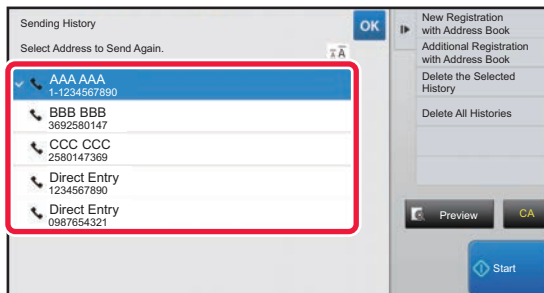 Sending History
OK
Select Address to Send Again.
AAA AAA
1-1234567890
BBB BBB
3692580147
CCC CCC
2580147369
Direct Entry
1234567890
Direct Entry
0987654321
New Registration
with Address Book
Additional Registration
with Address Book
Delete the Selected
History
Delete All Histories
Preview
CA
Start